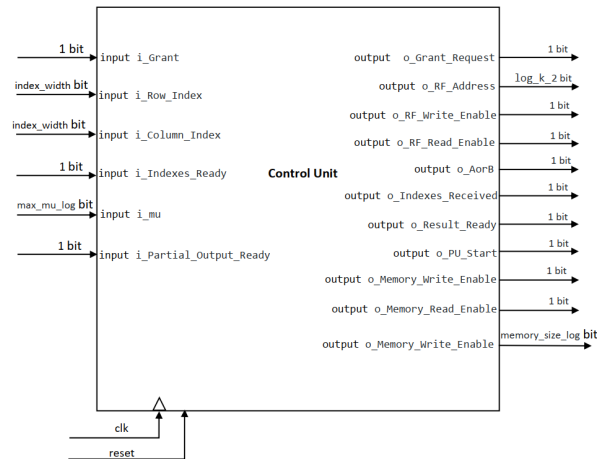 1 bit
input i_Grant
index_width bit
input i_Row_Index
index_width bit
input i_Column_Index
1 bit
input i_Indexes_Ready
max_mu_log bit
input i_mu
1 bit
input i_Partial_Output_Ready
Control Unit
output o_Grant_Request
1 bit
output o_RF_Address
log_k_2 bit
output o_RF_Write_Enable
1 bit
output o_RF_Read_Enable
1 bit
output o_AorB
1 bit
output o_Indexes_Received
1 bit
output o_Result_Ready
1 bit
output o_PU_Start
1 bit
output o_Memory_Write_Enable
1 bit
output o_Memory_Read_Enable
1 bit
output o_Memory_Write_Enable
memory_size_log bit
clk
reset